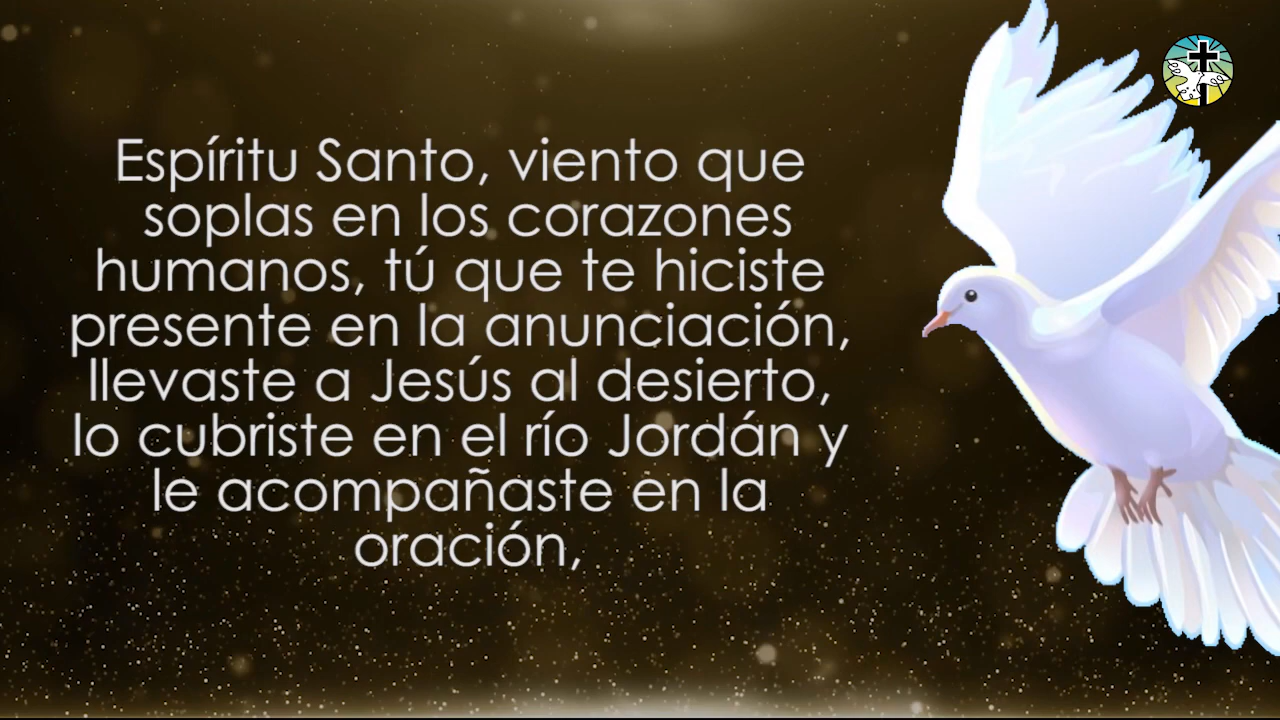 Espíritu Santo, viento que
soplas en los corazones
humanos, tú que te hiciste
presente en la anunciación,
llevaste a Jesús al desierto,
lo cubriste en el río Jordán y
le acompañaste en la
oración,